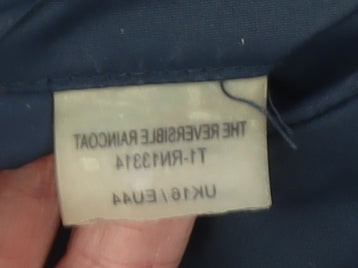 THE REVERSIBLE RAINCOAT
T1-RN13314
UK16/EU44